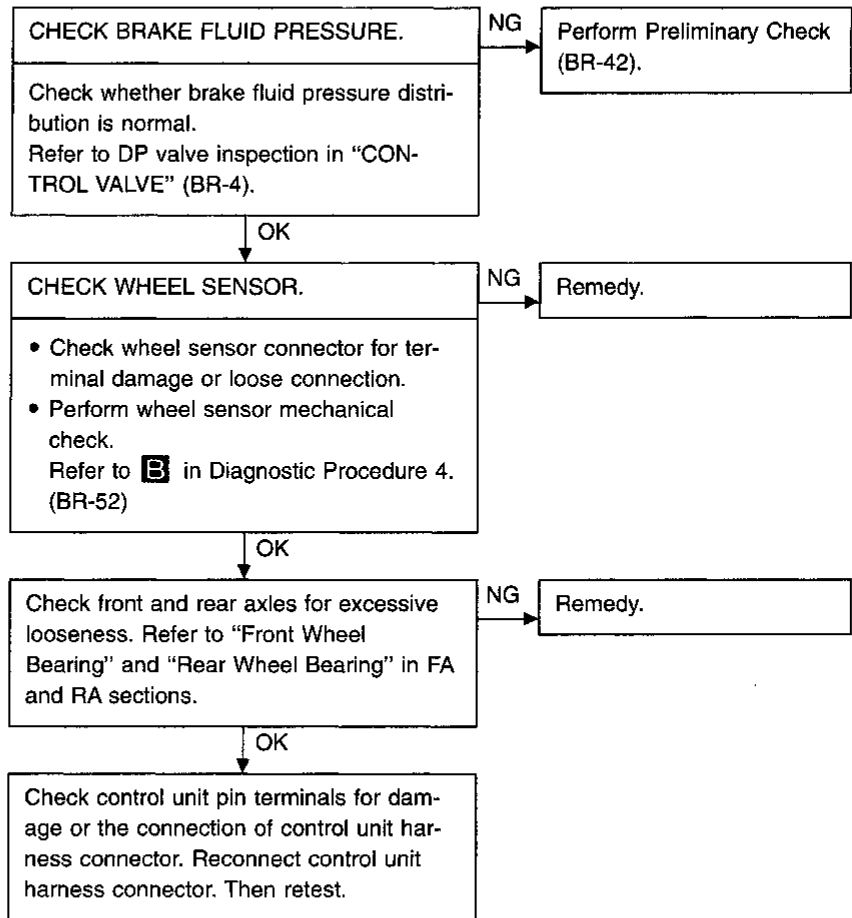 CHECK BRAKE FLUID PRESSURE.
NG
Perform Preliminary Check
(BR-42).
Check whether brake fluid pressure distri-
bution is normal.
Refer to DP valve inspection in “CON-
TROL VALVE” (BR-4).
OK
CHECK WHEEL SENSOR.
NG
Remedy.
• Check wheel sensor connector for ter-
minal damage or loose connection.
• Perform wheel sensor mechanical
check.
Refer to B in Diagnostic Procedure 4.
(BR-52)
OK
Check front and rear axles for excessive
looseness. Refer to “Front Wheel
Bearing” and “Rear Wheel Bearing” in FA
and RA sections.
NG
Remedy.
OK
Check control unit pin terminals for dam-
age or the connection of control unit har-
ness connector. Reconnect control unit
harness connector. Then retest.